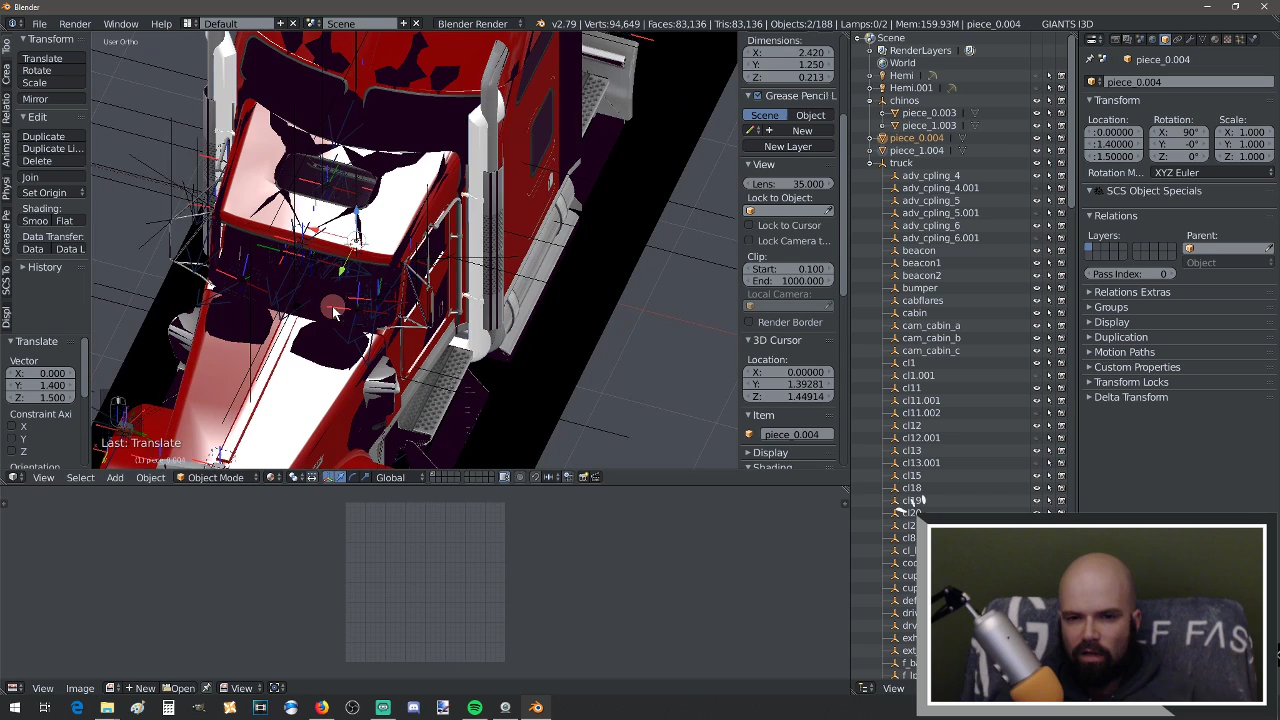 Blender
File
Render
Window
Help
Default
Scene
Blender Render
v2.79 | Verts:94,649 | Faces:83,136 | Tris:83,136 | Objects:2/188 | Lamps:0/2 | Mem:159.93M | piece_0.004
GIANTS I3D
Transform
Translate
Rotate
Scale
Mirror
Edit
Duplicate
Duplicate Li...
Delete
Join
Set Origin
Shading:
Smoo
Flat
Data Transfer:
Data
Data L
History
Translate
Vector
X: 0.000
Y: 1.400
Z: 1.500
Constraint Axi
X
Y
Z
Orientation
User Ortho
Last: Translate
(1) piece_0.004
View
Select
Add
Object
Object Mode
Global
Dimensions:
X: 2.420
Y: 1.250
Z: 0.213
Grease Pencil L
Scene
Object
New
New Layer
View
Lens: 35.000
Lock to Object:
Lock to Cursor
Lock Camera t...
Clip:
Start: 0.100
End: 1000.000
Local Camera:
Render Border
3D Cursor
Location:
X: 0.00000
Y: 1.39281
Z: 1.44914
Item
piece_0.004
Display
Shading
Scene
RenderLayers
World
Hemi
Hemi.001
chinos
piece_0.003
piece_1.003
piece_0.004
piece_1.004
truck
adv_cpling_4
adv_cpling_4.001
adv_cpling_5
adv_cpling_5.001
adv_cpling_6
adv_cpling_6.001
beacon
beacon1
beacon2
bumper
cabflares
cabin
cam_cabin_a
cam_cabin_b
cam_cabin_c
cl1
cl1.001
cl11
cl11.001
cl11.002
cl12
cl12.001
cl13
cl13.001
cl15
cl18
cl19
cl20
View
piece_0.004
piece_0.004
Transform
Location:
Rotation:
Scale:
:0.00000
X: 90°
X: 1.000
:1.40000
Y: -0°
Y: 1.000
:1.50000
Z: 0°
Z: 1.000
Rotation M...
XYZ Euler
SCS Object Specials
Relations
Layers:
Parent:
Object
Pass Index: 0
Relations Extras
Groups
Display
Duplication
Motion Paths
Custom Properties
Transform Locks
Delta Transform
View
Image
New
Open
View